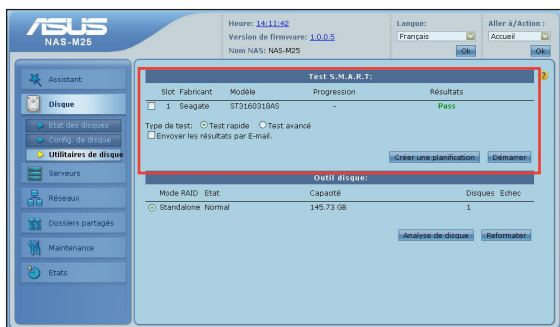 ASUS
NAS-M25
Heure: 14:11:42
Version de firmware: 1.0.0.5
Nom NAS: NAS-M25
Langue:
Français
Ok
Aller à/Action :
Accueil
Ok
Assistant
Disque
Etat des disques
Config. de disque
Utilitaires de disque
Serveurs
Réseaux
Dossiers partagés
Maintenance
Etats
Test S.M.A.R.T:
Slot Fabricant Modèle Progression Résultats
1 Seagate ST3160318AS - Pass
Type de test: Test rapide Test avancé
Envoyer les résultats par E-mail.
Créer une planification Démarrer
Outil disque:
Mode RAID Etat Capacité Disques Echec
Standalone Normal 145.73 GB 1
Analyse de disque Reformater